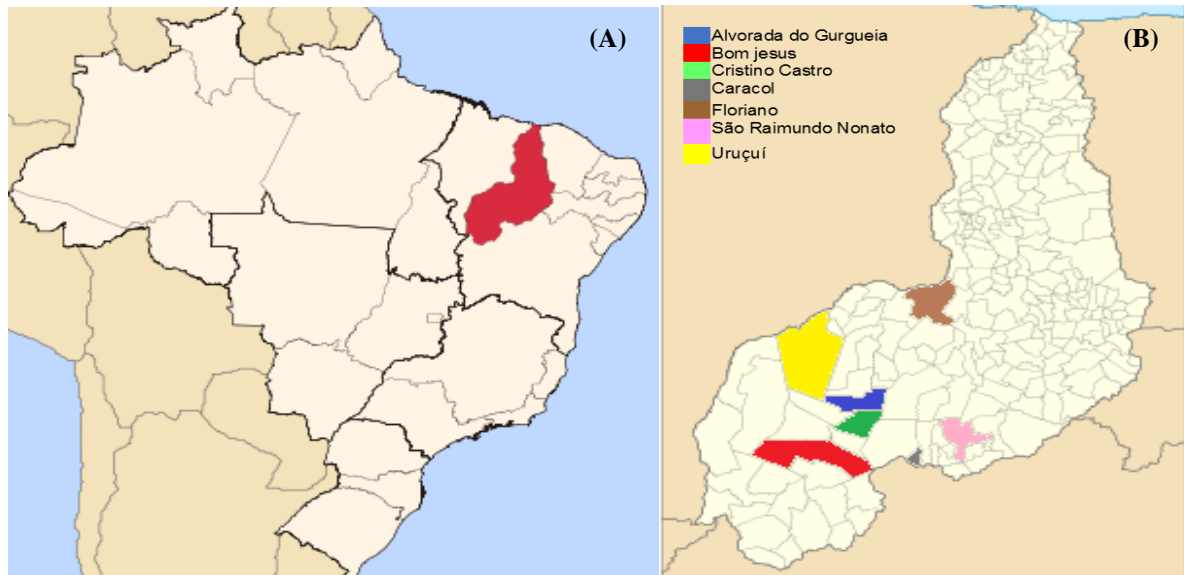 (A)
Alvorada do Gurgueia
Bom jesus
Cristino Castro
Caracol
Floriano
São Raimundo Nonato
Uruçuí
(B)